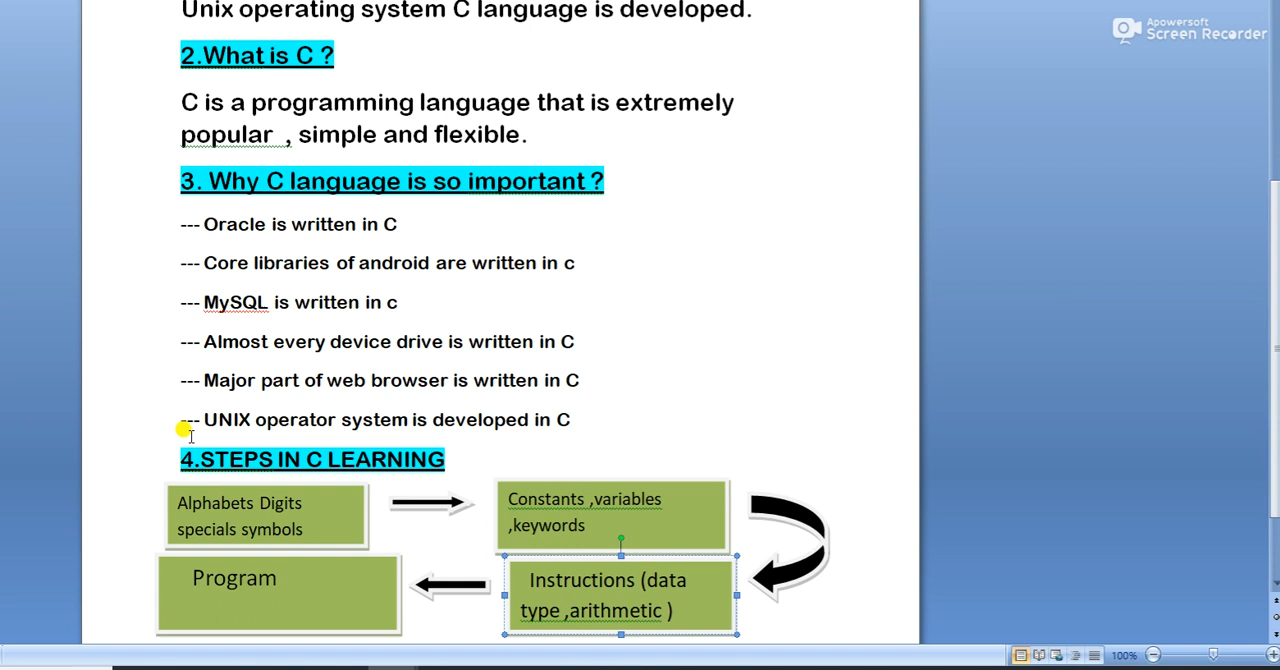 Unix operating system C language is developed.
Apowersoft
Screen Recorder
2.What is C ?
C is a programming language that is extremely
popular , simple and flexible.
3. Why C language is so important ?
--- Oracle is written in C
--- Core libraries of android are written in c
--- MySQL is written in c
--- Almost every device drive is written in C
--- Major part of web browser is written in C
--- UNIX operator system is developed in C
4.STEPS IN C LEARNING
Alphabets Digits
specials symbols
Constants ,variables
,keywords
Instructions (data
type ,arithmetic )
Program
100%